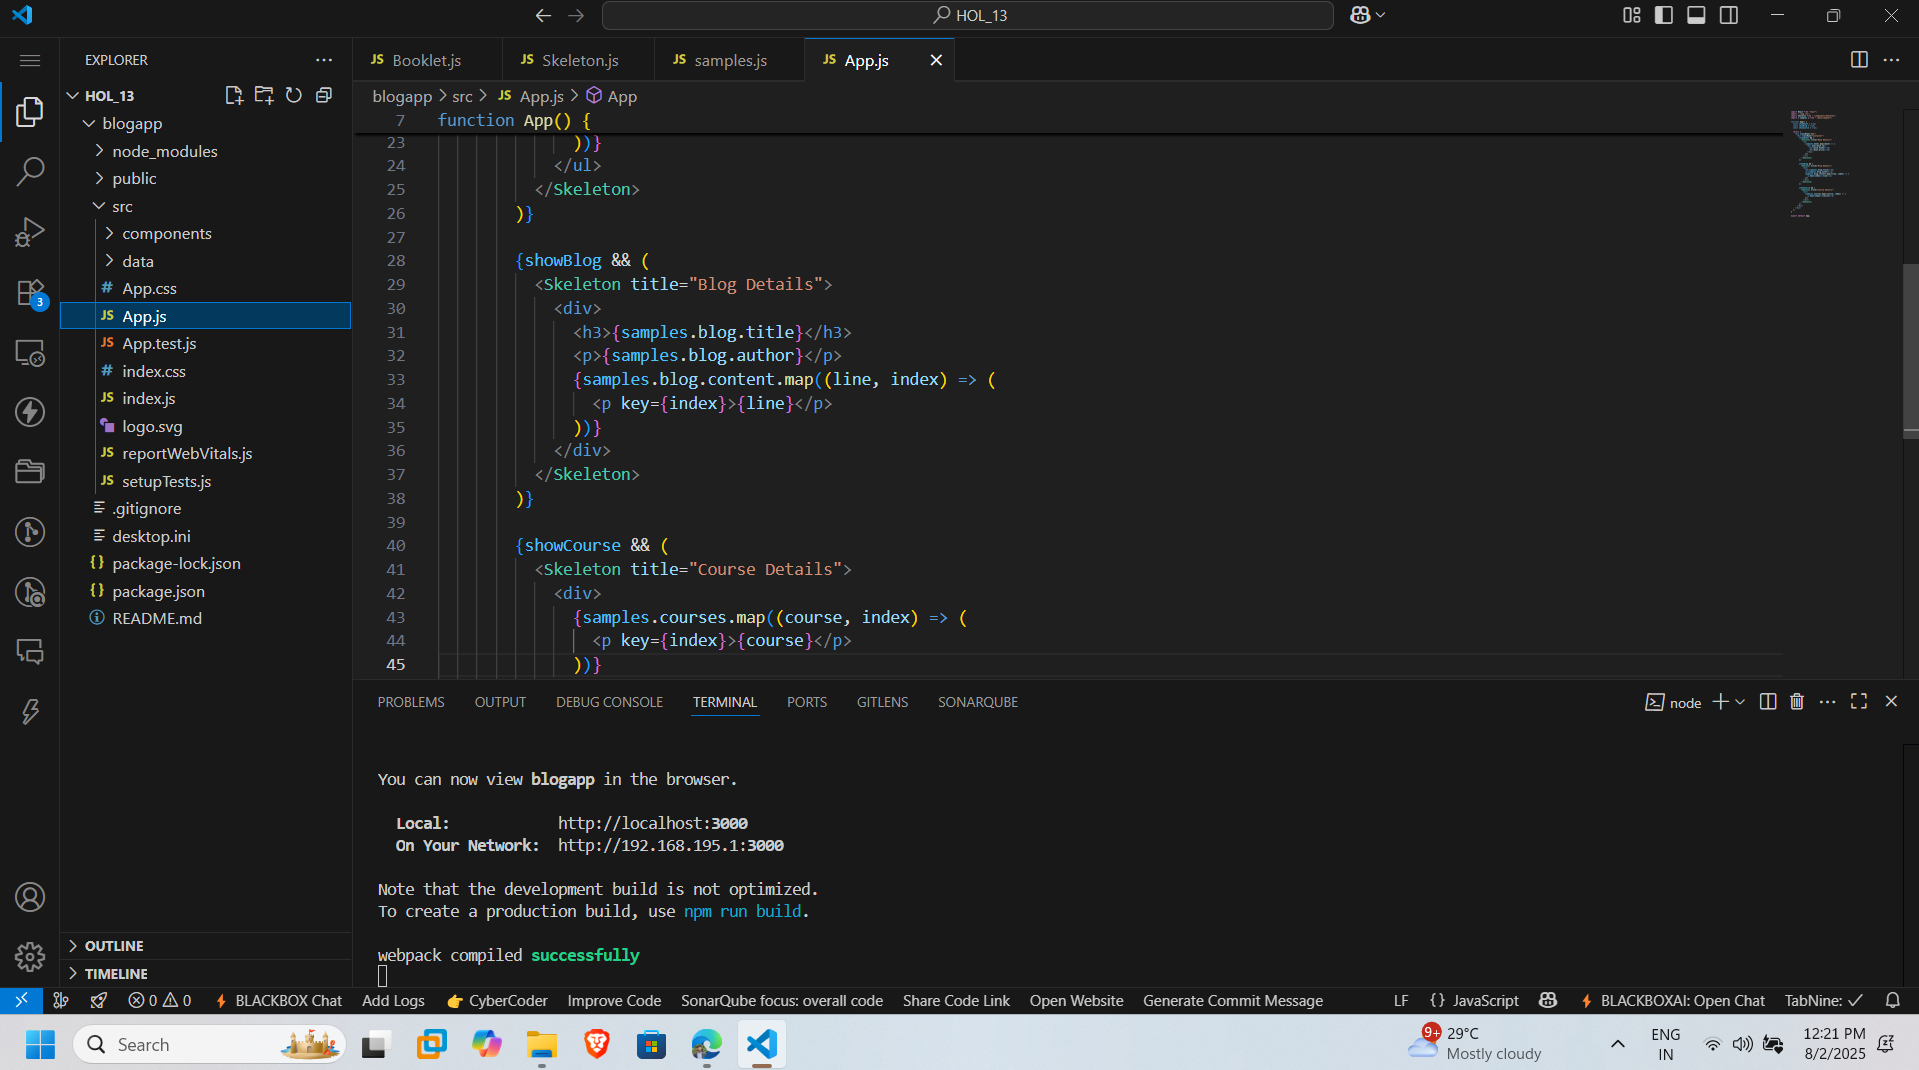 HOL_13
EXPLORER
Booklet.js
Skeleton.js
samples.js
App.js
HOL_13
blogapp
node_modules
public
src
components
data
App.css
App.js
App.test.js
index.css
index.js
logo.svg
reportWebVitals.js
setupTests.js
.gitignore
desktop.ini
package-lock.json
package.json
README.md
OUTLINE
TIMELINE
3
blogapp > src > JS App.js > App
7 function App() {
23 ))}
24 </ul>
25 </Skeleton>
26 )}
27
28 {showBlog && (
29 <Skeleton title="Blog Details">
30 <div>
31 <h3>{samples.blog.title}</h3>
32 <p>{samples.blog.author}</p>
33 {samples.blog.content.map((line, index) => (
34 <p key={index}>{line}</p>
35 ))}
36 </div>
37 </Skeleton>
38 )}
39
40 {showCourse && (
41 <Skeleton title="Course Details">
42 <div>
43 {samples.courses.map((course, index) => (
44 <p key={index}>{course}</p>
45 ))}
PROBLEMS OUTPUT DEBUG CONSOLE TERMINAL PORTS GITLENS SONARQUBE
node
You can now view blogapp in the browser.
Local: http://localhost:3000
On Your Network: http://192.168.195.1:3000
Note that the development build is not optimized.
To create a production build, use npm run build.
webpack compiled successfully
0 0 BLACKBOX Chat Add Logs CyberCoder Improve Code SonarQube focus: overall code Share Code Link Open Website Generate Commit Message LF {} JavaScript BLACKBOXAI: Open Chat TabNine:
Search
9+
29°C
Mostly cloudy
ENG
IN
12:21 PM
8/2/2025